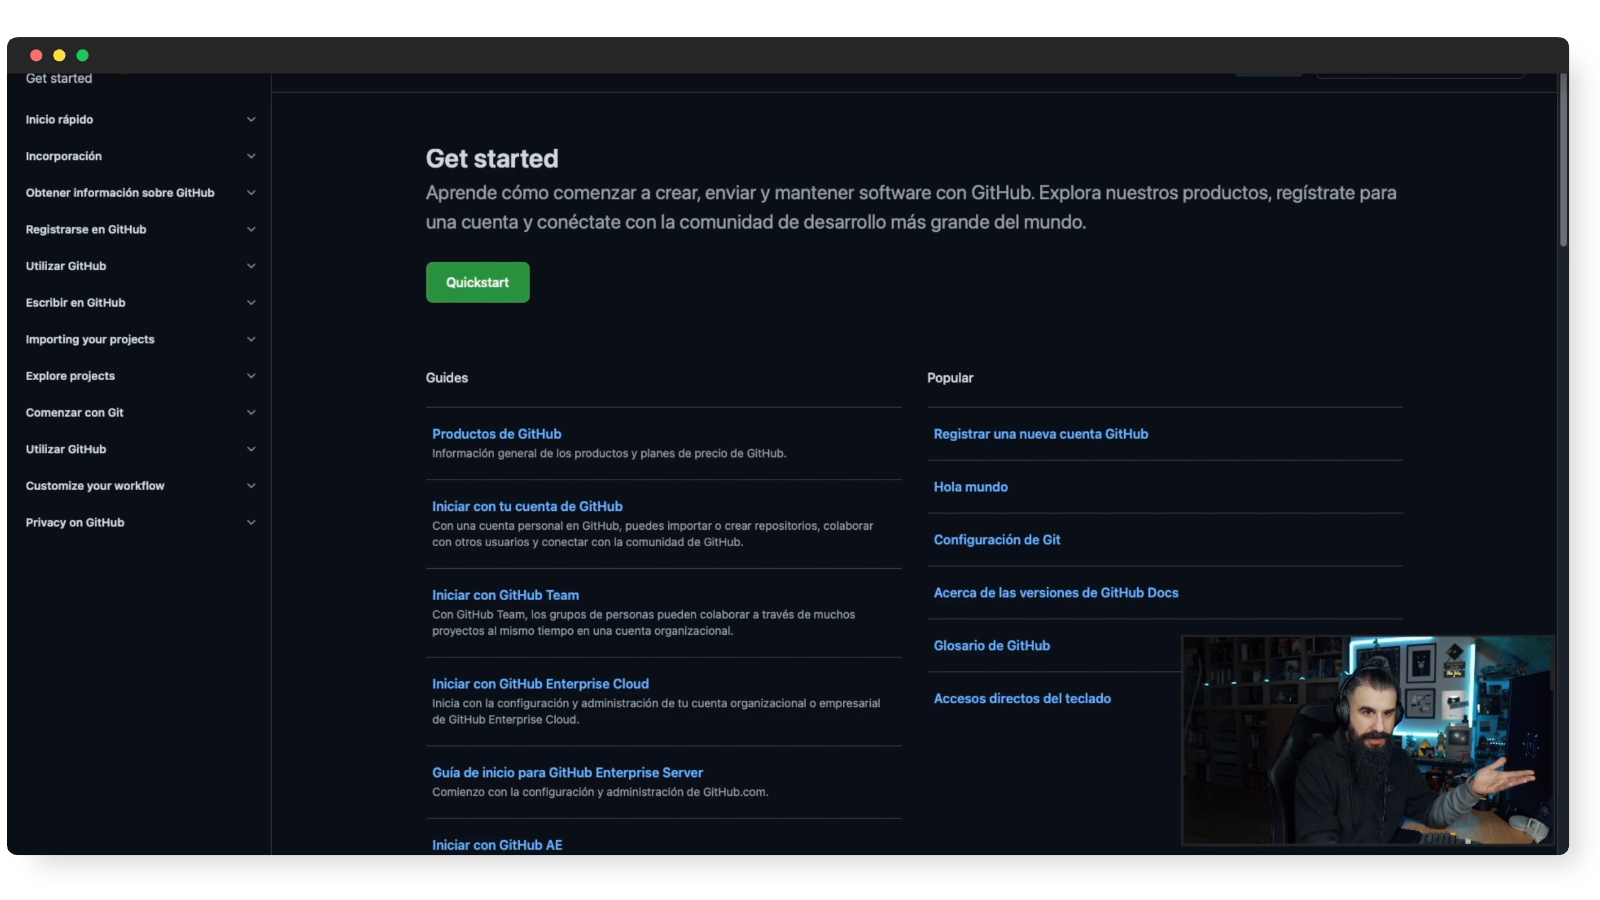 Get started
Inicio rápido
Incorporación
Obtener información sobre GitHub
Registrarse en GitHub
Utilizar GitHub
Escribir en GitHub
Importing your projects
Explore projects
Comenzar con Git
Utilizar GitHub
Customize your workflow
Privacy on GitHub
Get started
Aprende cómo comenzar a crear, enviar y mantener software con GitHub. Explora nuestros productos, regístrate para
una cuenta y conéctate con la comunidad de desarrollo más grande del mundo.
Quickstart
Guides
Productos de GitHub
Información general de los productos y planes de precio de GitHub.
Iniciar con tu cuenta de GitHub
Con una cuenta personal en GitHub, puedes importar o crear repositorios, colaborar
con otros usuarios y conectar con la comunidad de GitHub.
Iniciar con GitHub Team
Con GitHub Team, los grupos de personas pueden colaborar a través de muchos
proyectos al mismo tiempo en una cuenta organizacional.
Iniciar con GitHub Enterprise Cloud
Inicia con la configuración y administración de tu cuenta organizacional o empresarial
de GitHub Enterprise Cloud.
Guía de inicio para GitHub Enterprise Server
Comienzo con la configuración y administración de GitHub.com.
Iniciar con GitHub AE
Popular
Registrar una nueva cuenta GitHub
Hola mundo
Configuración de Git
Acerca de las versiones de GitHub Docs
Glosario de GitHub
Accesos directos del teclado